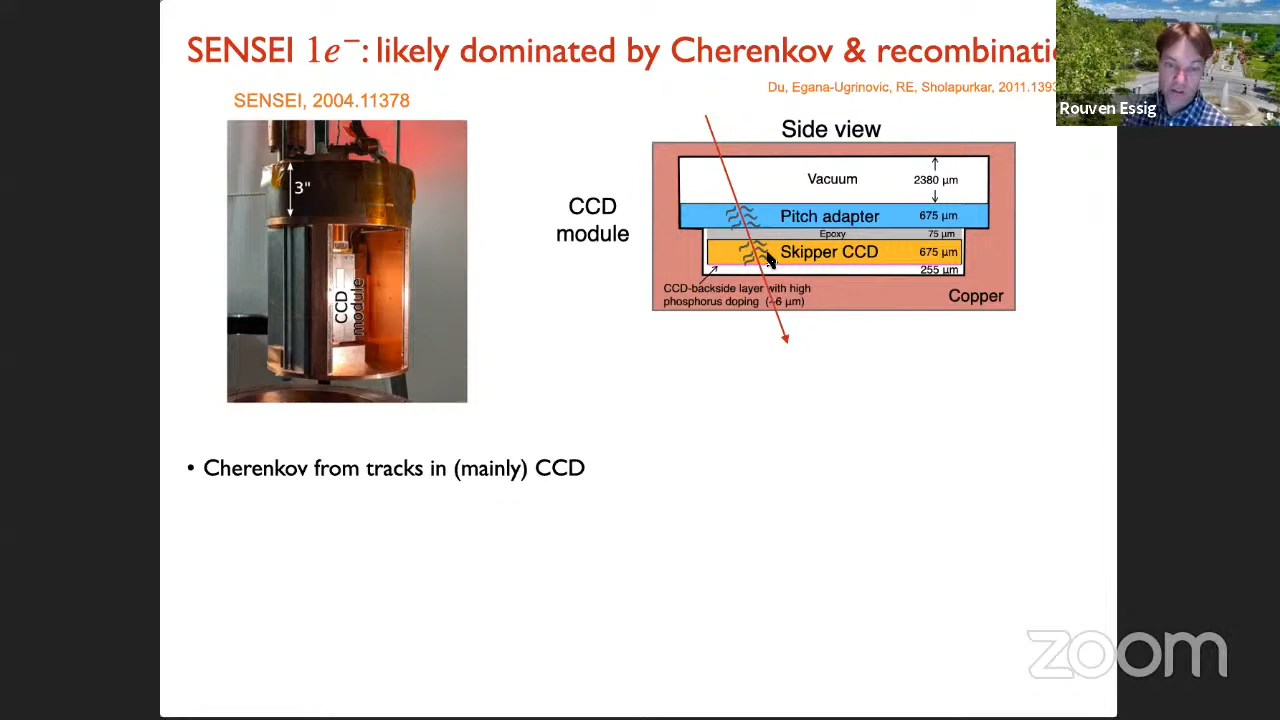 SENSEI 1e⁻: likely dominated by Cherenkov & recombinatio
Du, Egana-Ugrinovic, RE, Sholapurkar, 2011.1393
Rouven Essig
SENSEI, 2004.11378
3"
CCD
module
CCD
module
Side view
Vacuum
2380 μm
Pitch adapter
675 μm
Epoxy
75 μm
Skipper CCD
675 μm
255 μm
CCD-backside layer with high
phosphorus doping (~6 μm)
Copper
• Cherenkov from tracks in (mainly) CCD
zoom